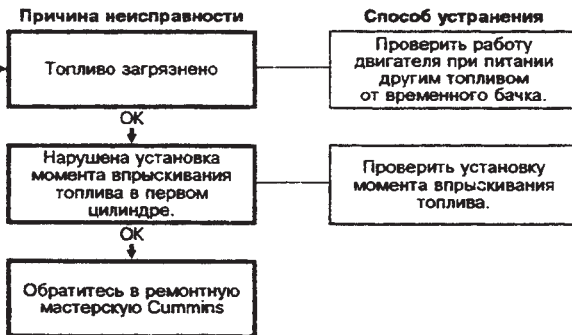 Причина неисправности
Способ устранения
Топливо загрязнено
Проверить работу
двигателя при питании
другим топливом
от временного бачка.
OK
Нарушена установка
момента впрыскивания
топлива в первом
цилиндре.
Проверить установку
момента впрыскивания
топлива.
OK
Обратитесь в ремонтную
мастерскую Cummins